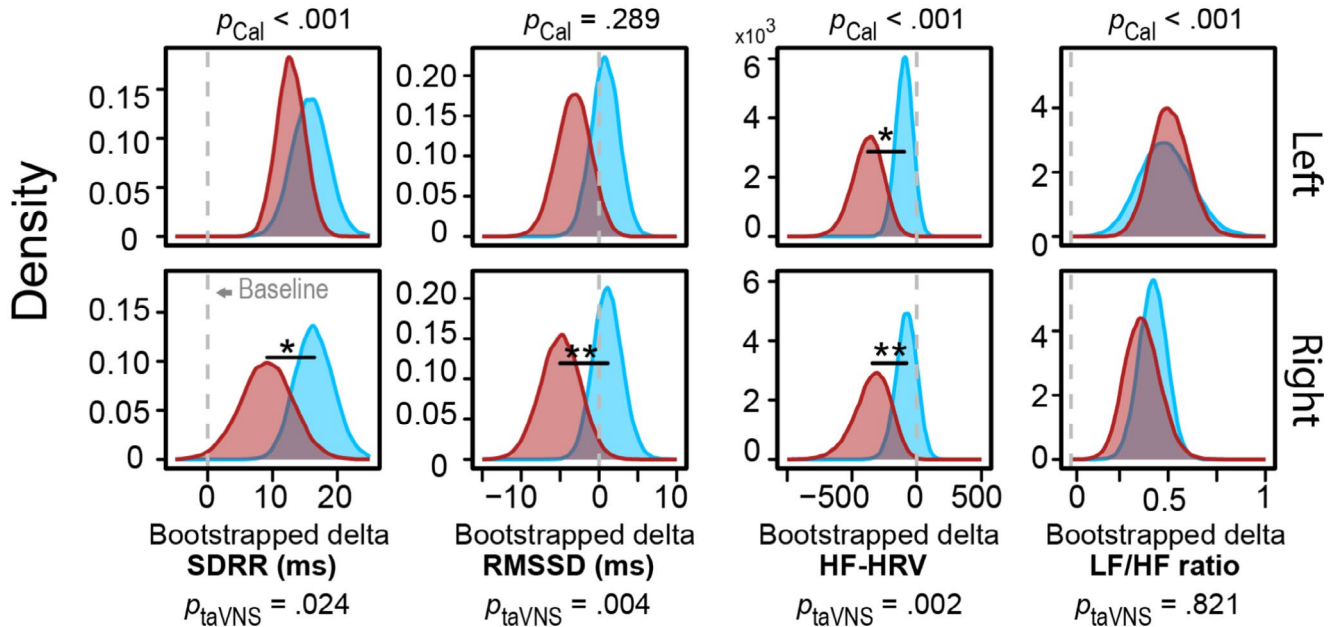 pCal < .001
pCal = .289
pCal < .001
pCal < .001
Density
0.15
0.10
0.05
0
0.20
0.15
0.10
0.05
0
x10³
6
4
2
0
4
2
0
Left
← Baseline
0.15
0.10
0.05
0
*
0.20
0.15
0.10
0.05
0
**
6
4
2
0
**
*
4
2
0
Right
0 10 20
−10 0 10
−500 0 500
0 0.5 1
Bootstrapped delta
SDRR (ms)
Bootstrapped delta
RMSSD (ms)
Bootstrapped delta
HF-HRV
Bootstrapped delta
LF/HF ratio
ptaVNS = .024
ptaVNS = .004
ptaVNS = .002
ptaVNS = .821